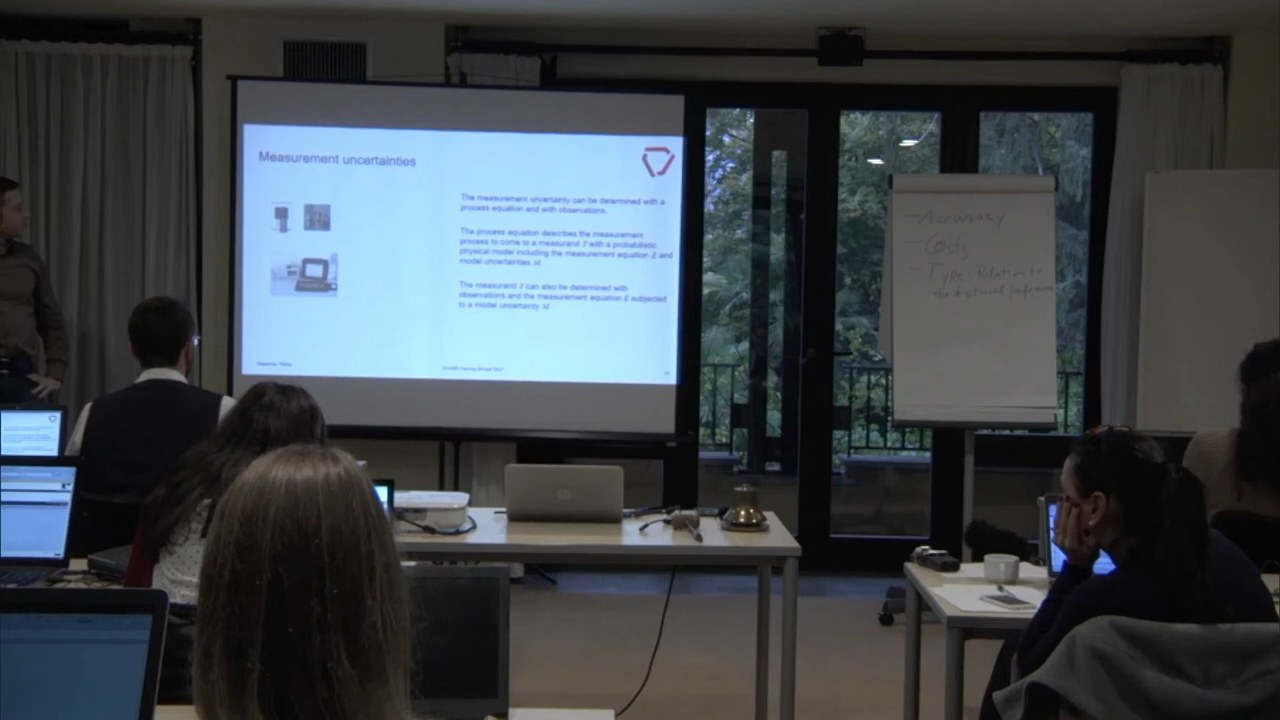 Measurement uncertainties
The measurement uncertainty can be determined with a
process equation and with observations.
The process equation describes the measurement
process to come to a measurand Y with a probabilistic
physical model including the measurement equation E and
model uncertainties M.
The measurand Y can also be determined with
observations and the measurement equation E subjected
to a model uncertainty M.
Training School 2017
- Accuracy
- Costs
- Type: Relation to
the structural performance